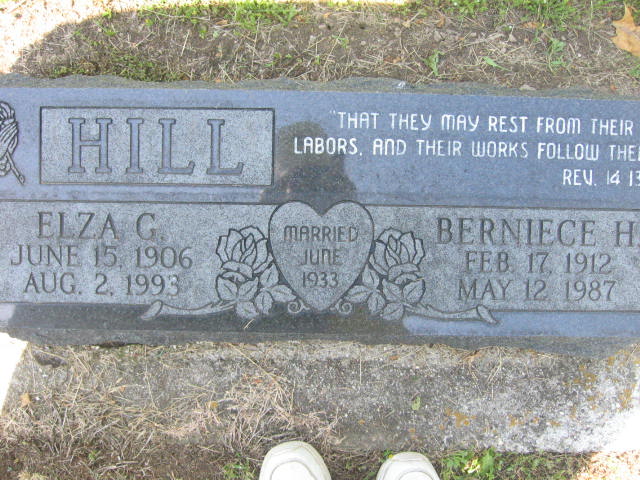 HILL
"THAT THEY MAY REST FROM THEIR
LABORS, AND THEIR WORKS FOLLOW
REV. 14 13
ELZA G.
JUNE 15, 1906
AUG. 2, 1993
MARRIED
JUNE
1933
BERNIECE H.
FEB. 17, 1912
MAY 12, 1987